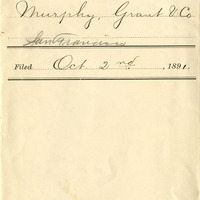 Murphy, Grant & Co
San Francisco
Filed Oct. 2nd, 1891.